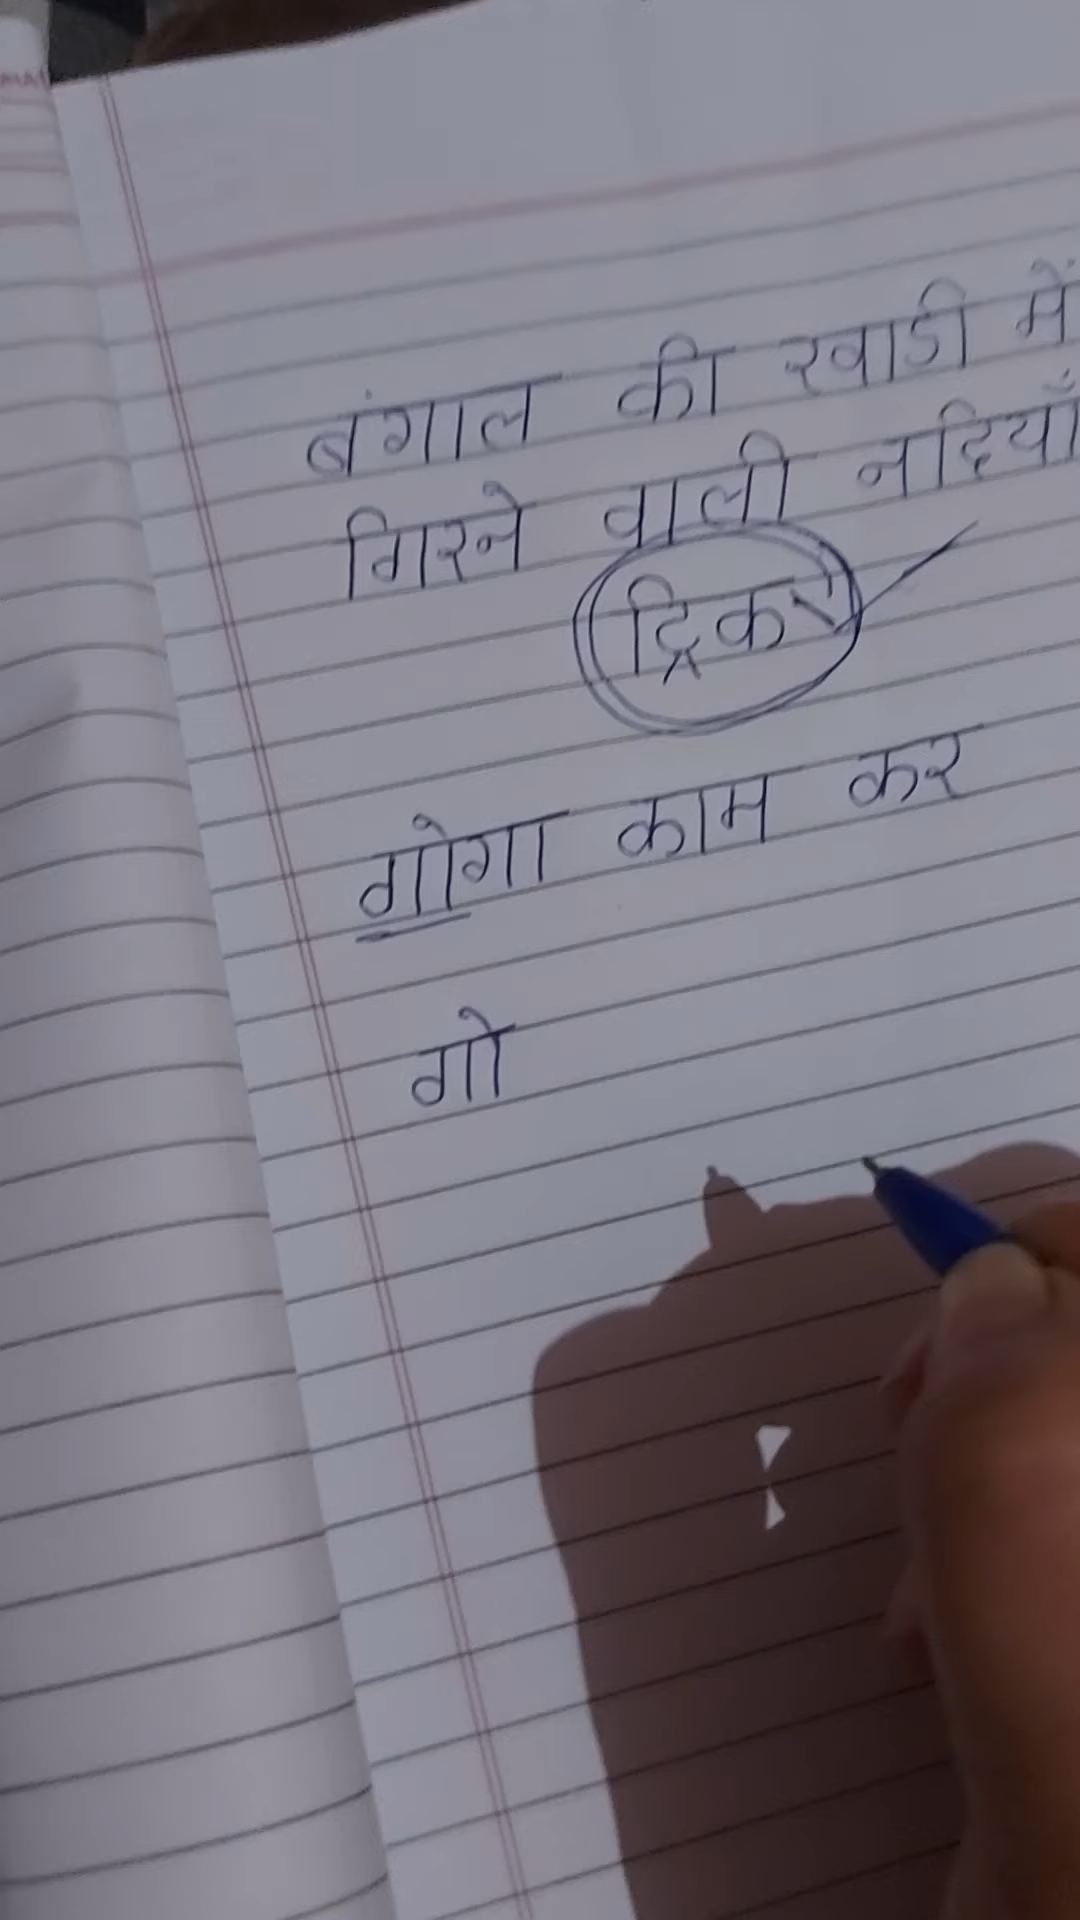 बंगाल की खाडी में
गिरने वाली नदियाँ
ट्रिक
गोगा काम कर
गो